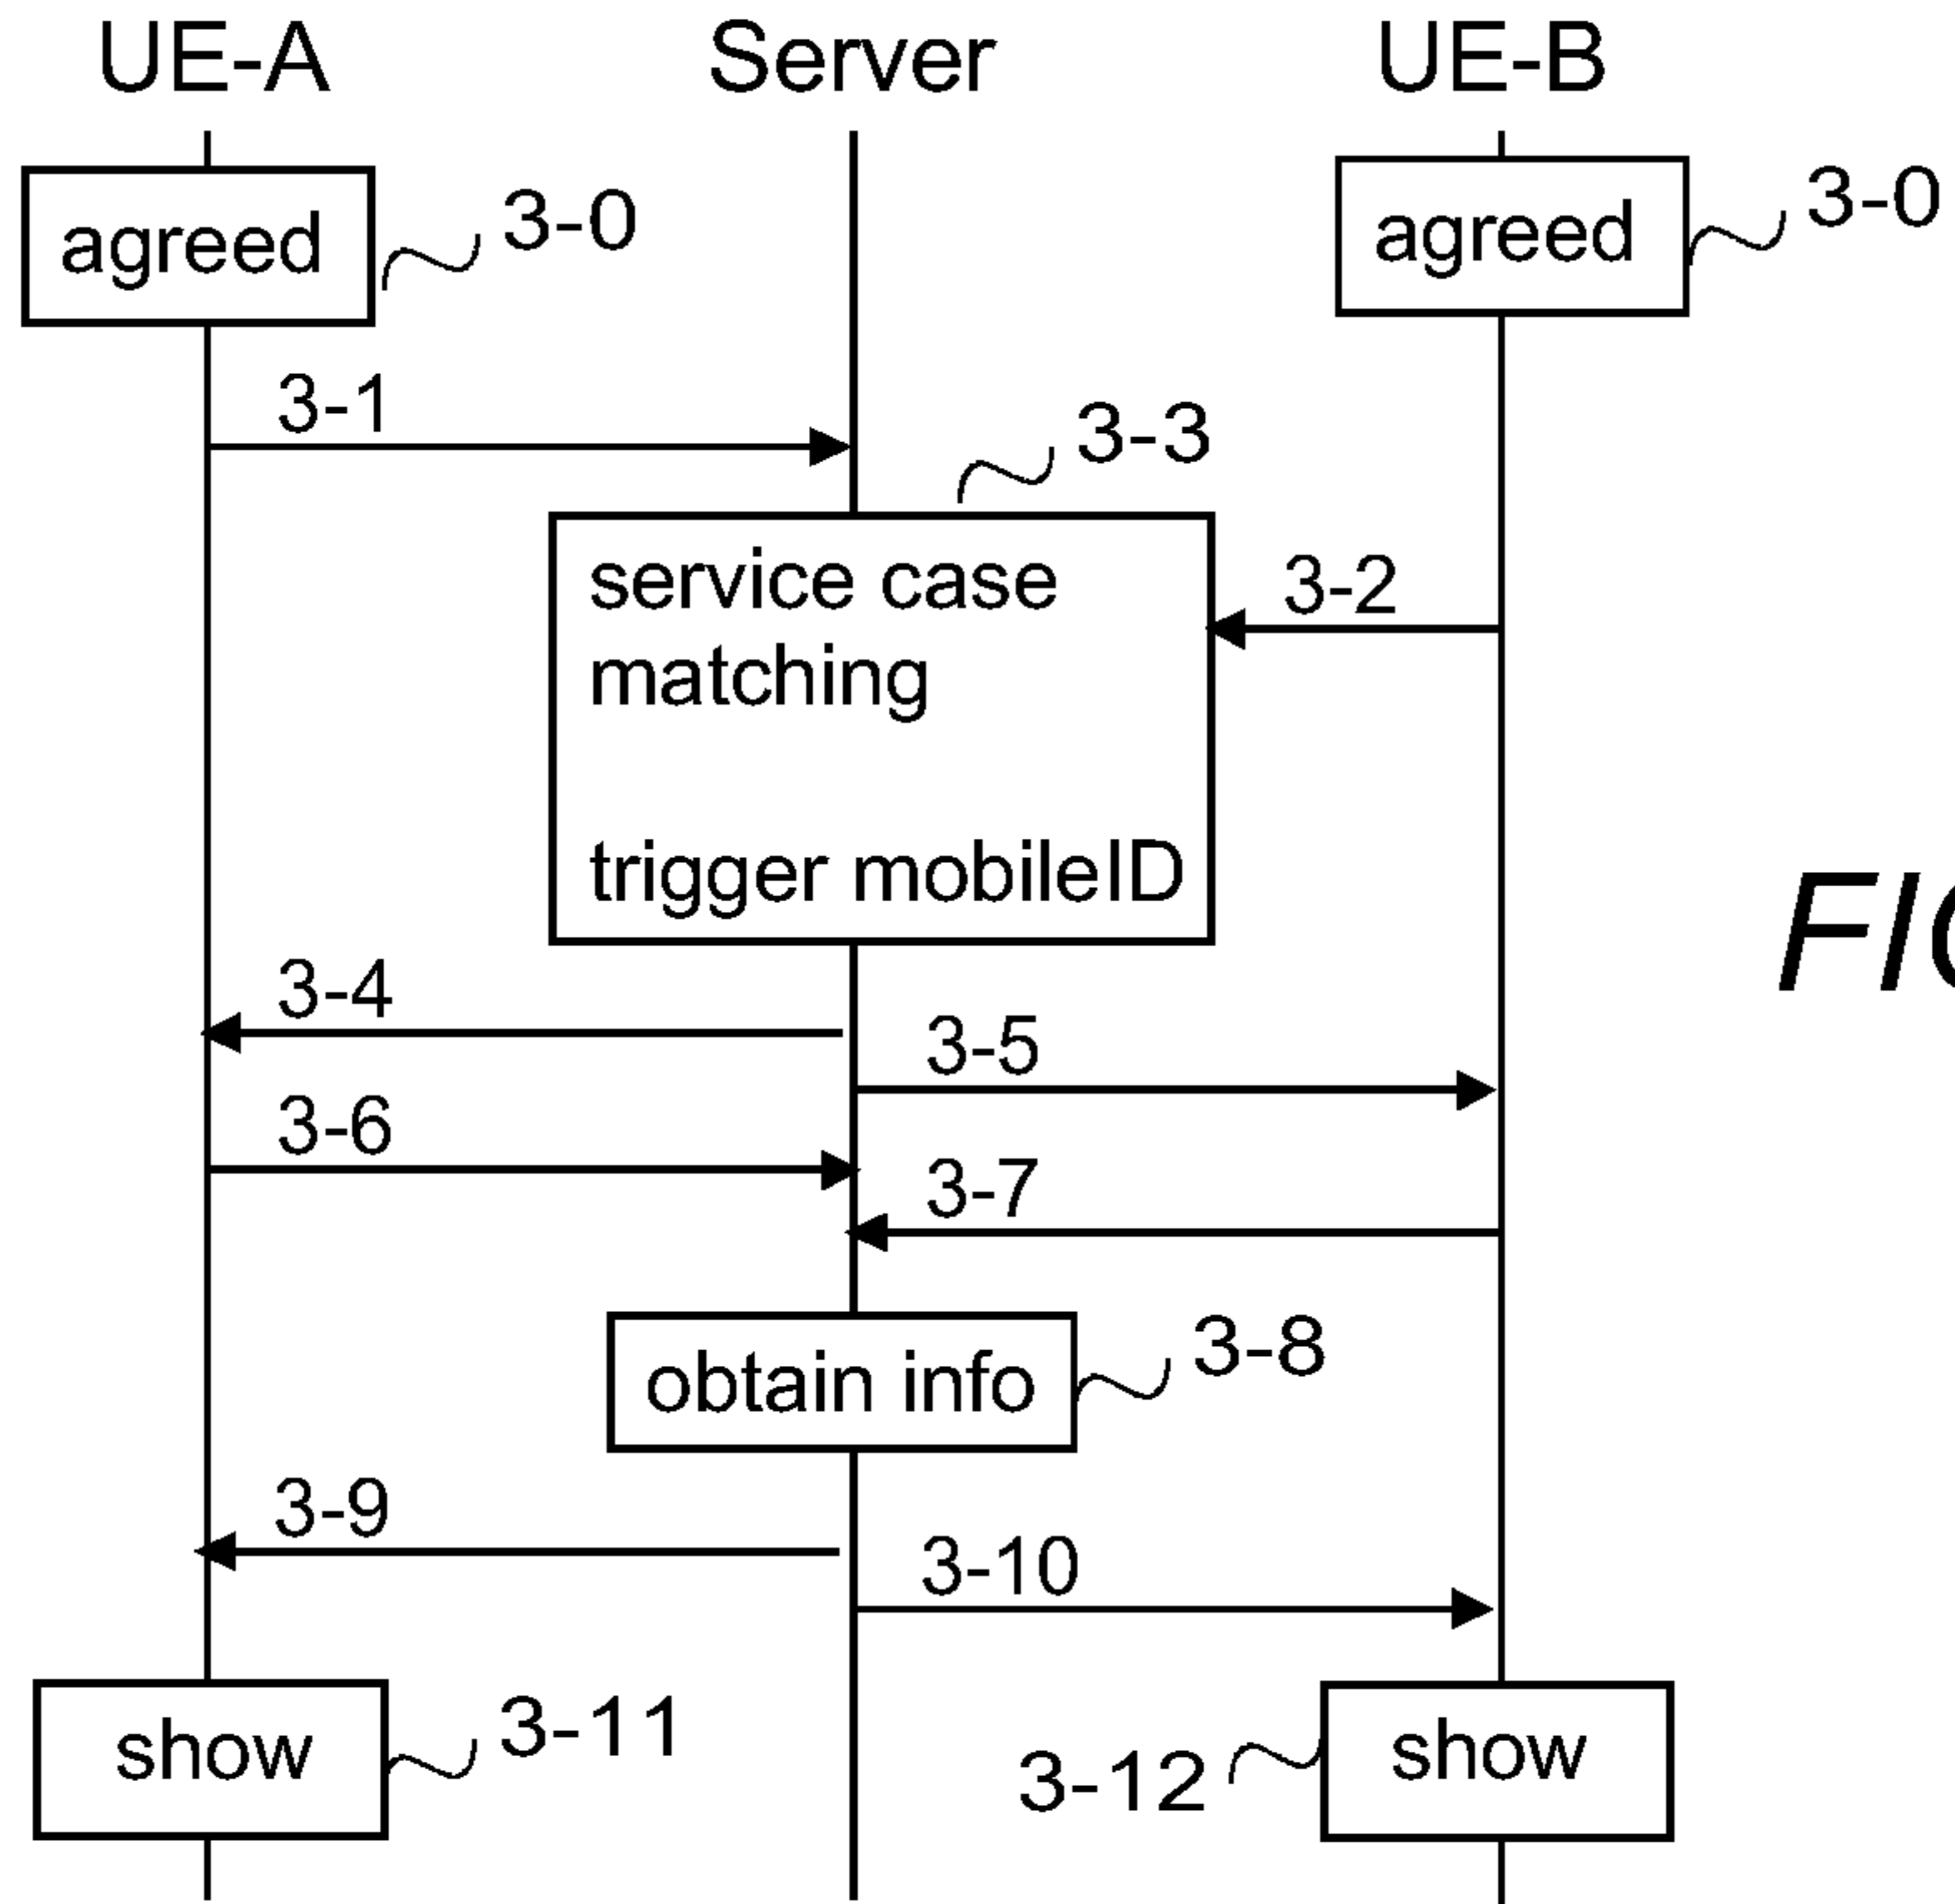 UE-A Server UE-B
agreed 3-0 agreed 3-0
3-1
3-3
service case
matching
3-2
trigger mobileID
3-4
3-5
3-6
3-7
obtain info 3-8
3-9
3-10
show 3-11
3-12 show